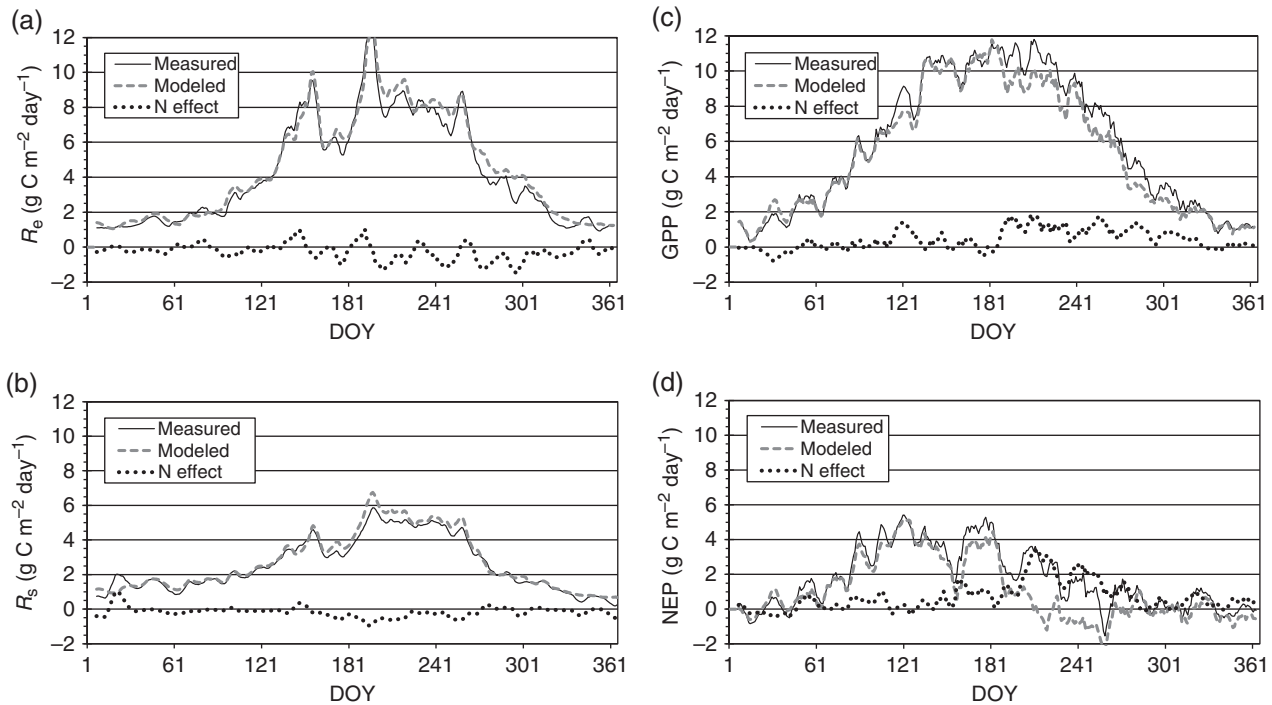 (a)
R_e (g C m⁻² day⁻¹)
12
10
8
6
4
2
0
−2
Measured
Modeled
N effect
1 61 121 181 241 301 361
DOY
(c)
GPP (g C m⁻² day⁻¹)
12
10
8
6
4
2
0
−2
Measured
Modeled
N effect
1 61 121 181 241 301 361
DOY
(b)
R_s (g C m⁻² day⁻¹)
12
10
8
6
4
2
0
−2
Measured
Modeled
N effect
1 61 121 181 241 301 361
DOY
(d)
NEP (g C m⁻² day⁻¹)
12
10
8
6
4
2
0
−2
Measured
Modeled
N effect
1 61 121 181 241 301 361
DOY